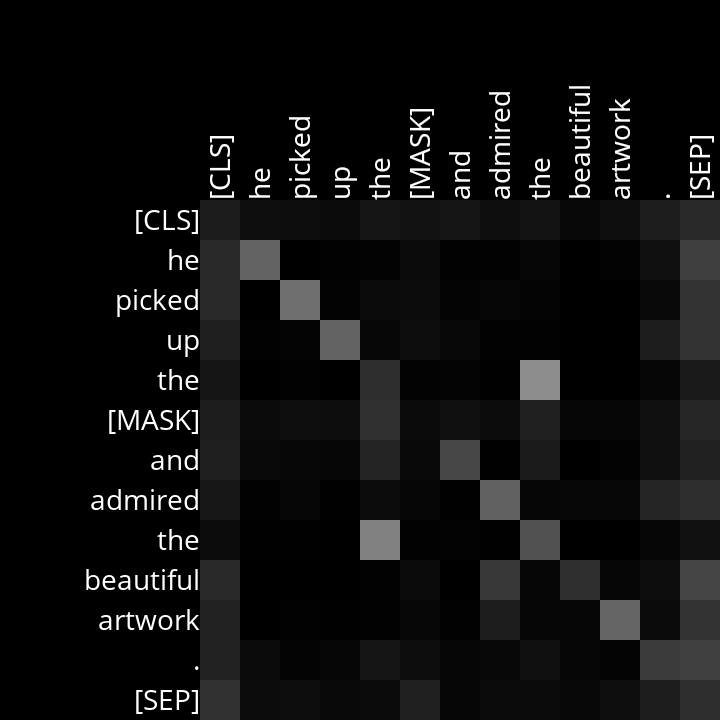 [CLS] he picked up the [MASK] and admired the beautiful artwork . [SEP]
[CLS]
he
picked
up
the
[MASK]
and
admired
the
beautiful
artwork
.
[SEP]